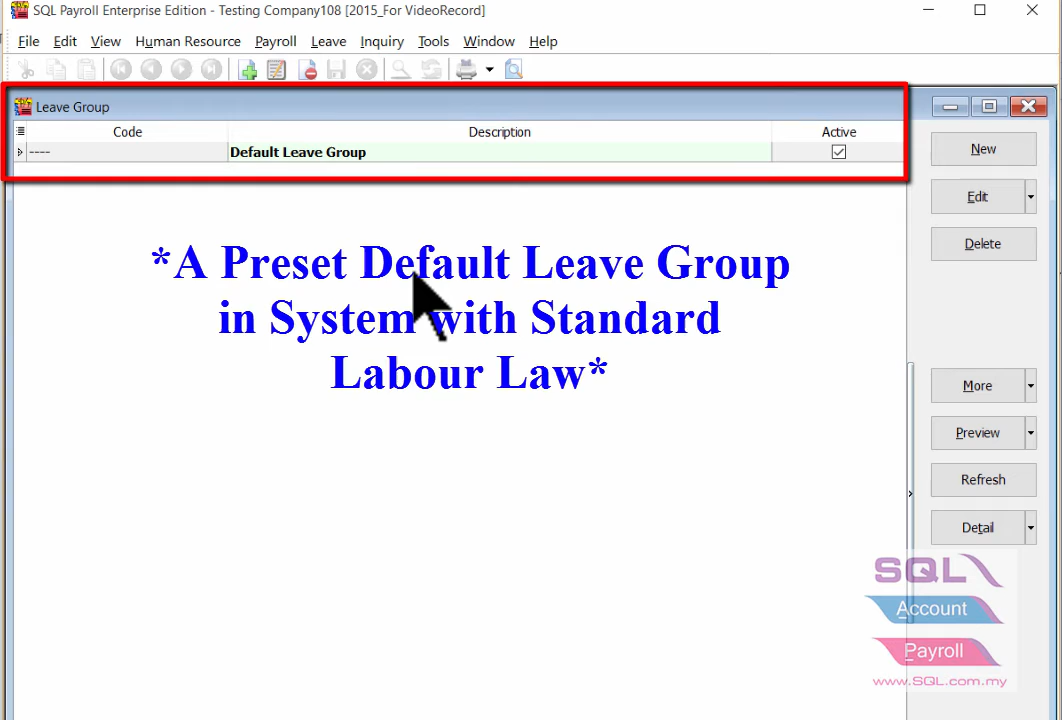 SQL Payroll Enterprise Edition - Testing Company108 [2015_For VideoRecord]
File Edit View Human Resource Payroll Leave Inquiry Tools Window Help
Leave Group
Code Description Active
---- Default Leave Group
New
Edit
Delete
*A Preset Default Leave Group
in System with Standard
Labour Law*
More
Preview
Refresh
Detail
SQL
Account
Payroll
www.SQL.com.my